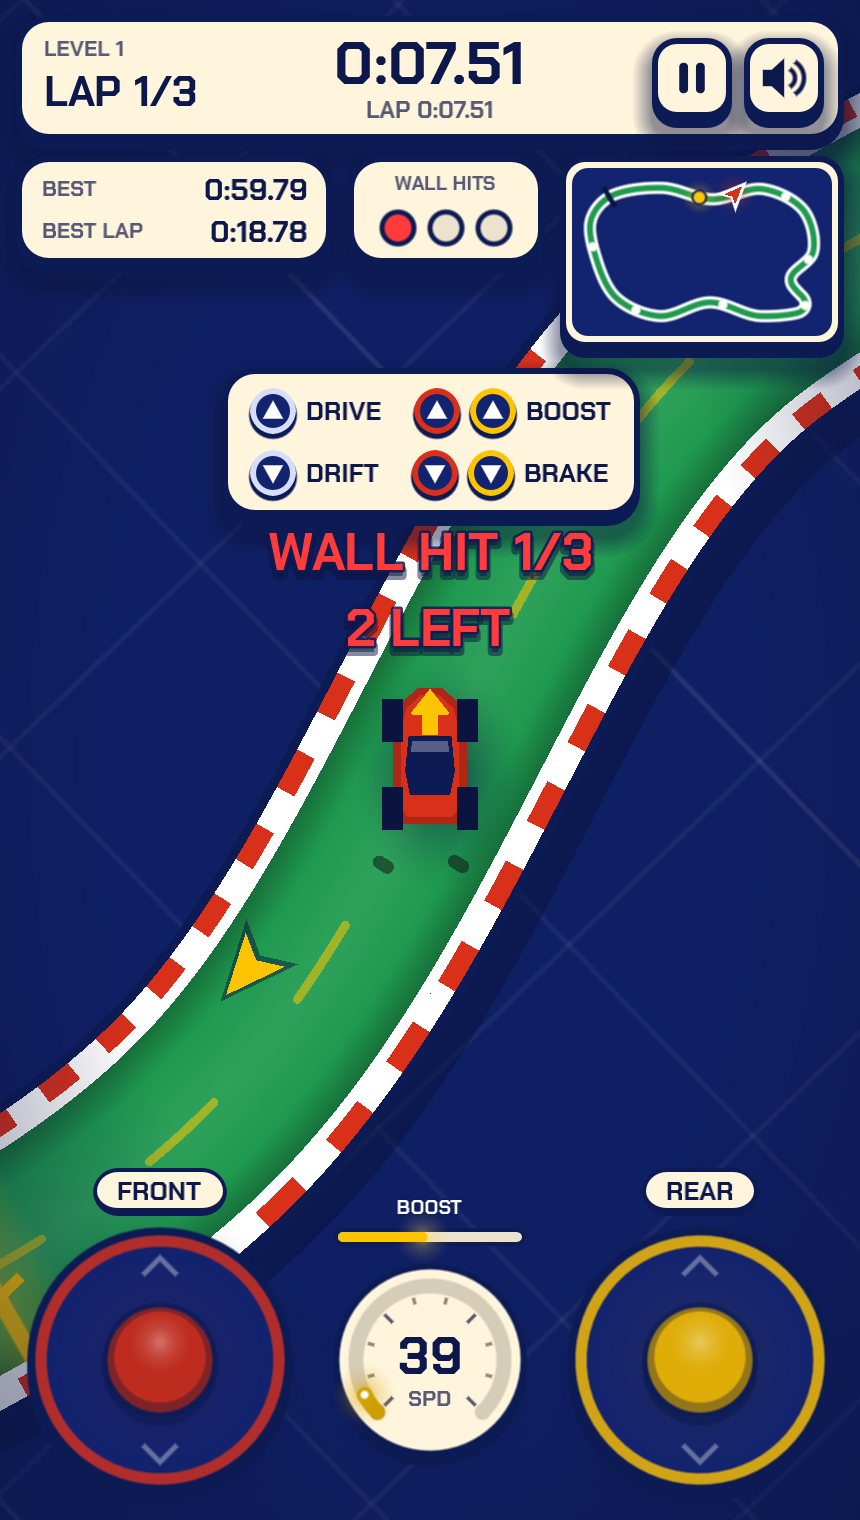 LEVEL 1
LAP 1/3
0:07.51
LAP 0:07.51
BEST 0:59.79
BEST LAP 0:18.78
WALL HITS
DRIVE BOOST
DRIFT BRAKE
WALL HIT 1/3
2 LEFT
FRONT
BOOST
REAR
39
SPD